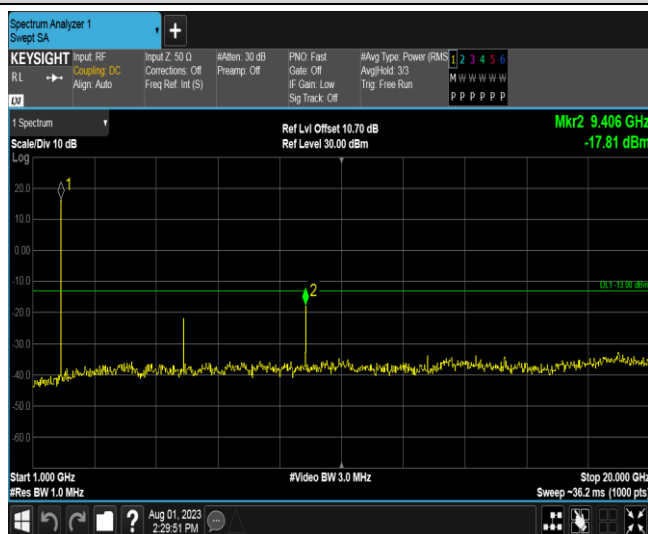 Spectrum Analyzer 1
Swept SA
+
KEYSIGHT Input: RF Input Z: 50 Ω #Atten: 30 dB PNO: Fast #Avg Type: Power (RMS 1 2 3 4 5 6
RL Coupling: DC Corrections: Off Preamp: Off Gate: Off Avg|Hold: 3/3 M W W W W W
Align: Auto Freq Ref: Int (S) IF Gain: Low Trig: Free Run
Sig Track: Off P P P P P P
LXI
1 Spectrum Ref Lvl Offset 10.70 dB Mkr2 9.406 GHz
Scale/Div 10 dB Ref Level 30.00 dBm -17.81 dBm
Log
1
20.0
10.0
0.00
-10.0
DL1 -13.00 dBm
2
-20.0
-30.0
-40.0
-50.0
-60.0
Start 1.000 GHz #Video BW 3.0 MHz Stop 20.000 GHz
#Res BW 1.0 MHz Sweep ~36.2 ms (1000 pts)
? Aug 01, 2023
2:29:51 PM